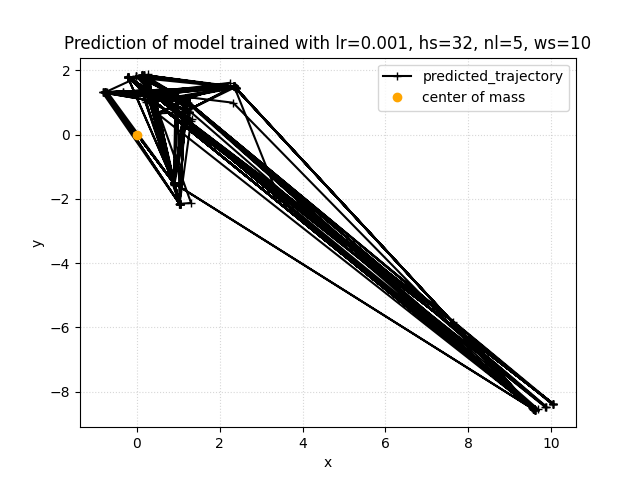 Prediction of model trained with lr=0.001, hs=32, nl=5, ws=10
predicted_trajectory
center of mass
2
0
−2
−4
−6
−8
y
0 2 4 6 8 10
x